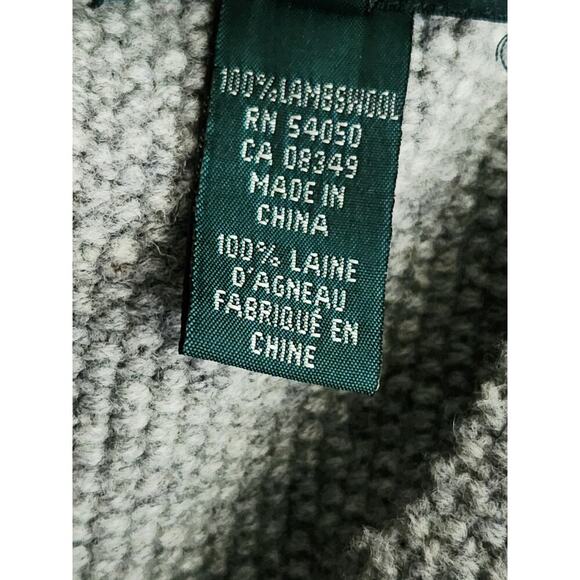 100% LAMBSWOOL
RN 54050
CA 08349
MADE IN
CHINA
100% LAINE
D'AGNEAU
FABRIQUÉ EN
CHINE